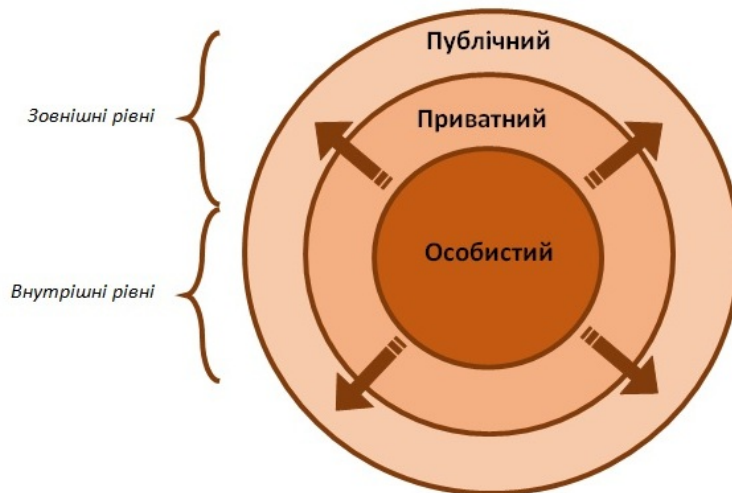 Публічний
Зовнішні рівні
Приватний
Особистий
Внутрішні рівні